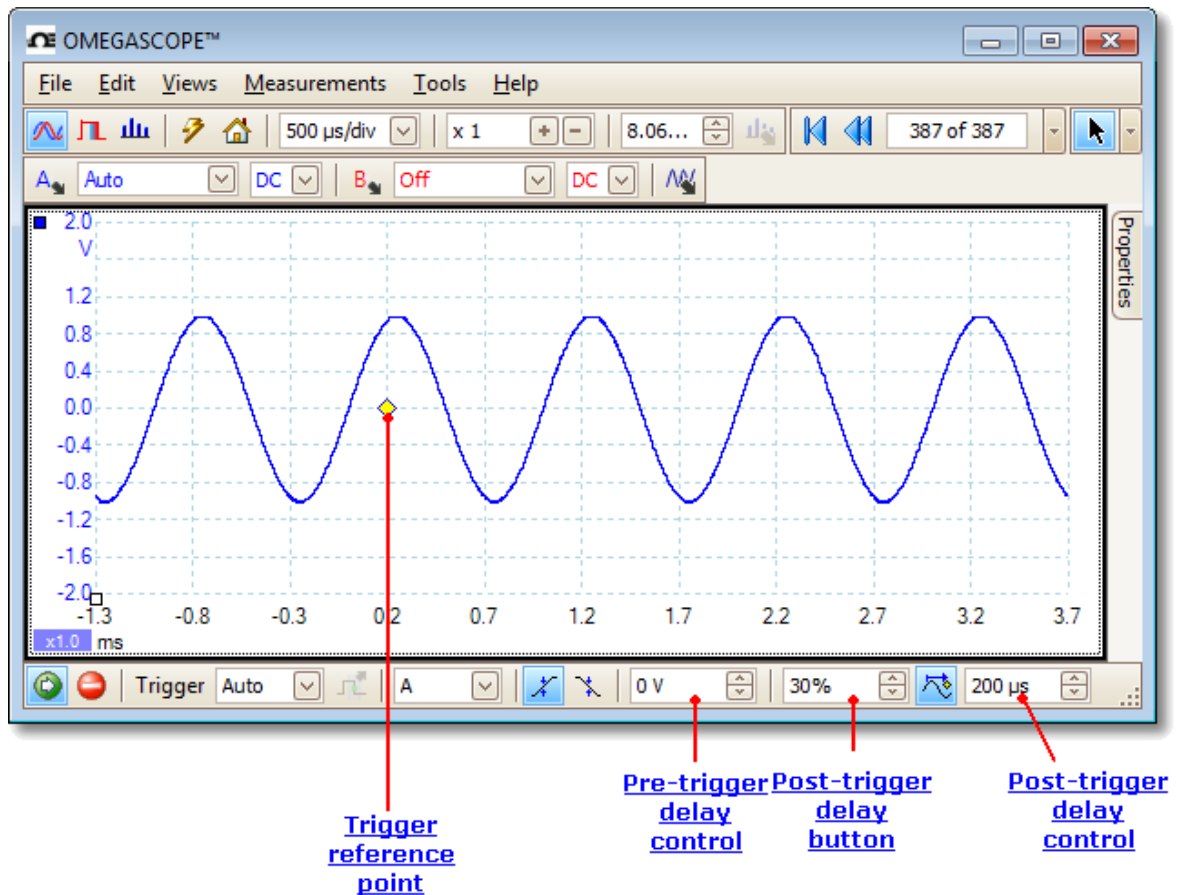 OMEGASCOPE™
File Edit Views Measurements Tools Help
500 µs/div x 1 8.06... 387 of 387
A Auto DC B Off DC
Properties
2.0
V
1.2
0.8
0.4
0.0
-0.4
-0.8
-1.2
-1.6
-2.0
-1.3 -0.8 -0.3 0.2 0.7 1.2 1.7 2.2 2.7 3.2 3.7
x1.0 ms
Trigger Auto A 0 V 30% 200 µs
Pre-trigger delay control
Post-trigger delay button
Post-trigger delay control
Trigger reference point